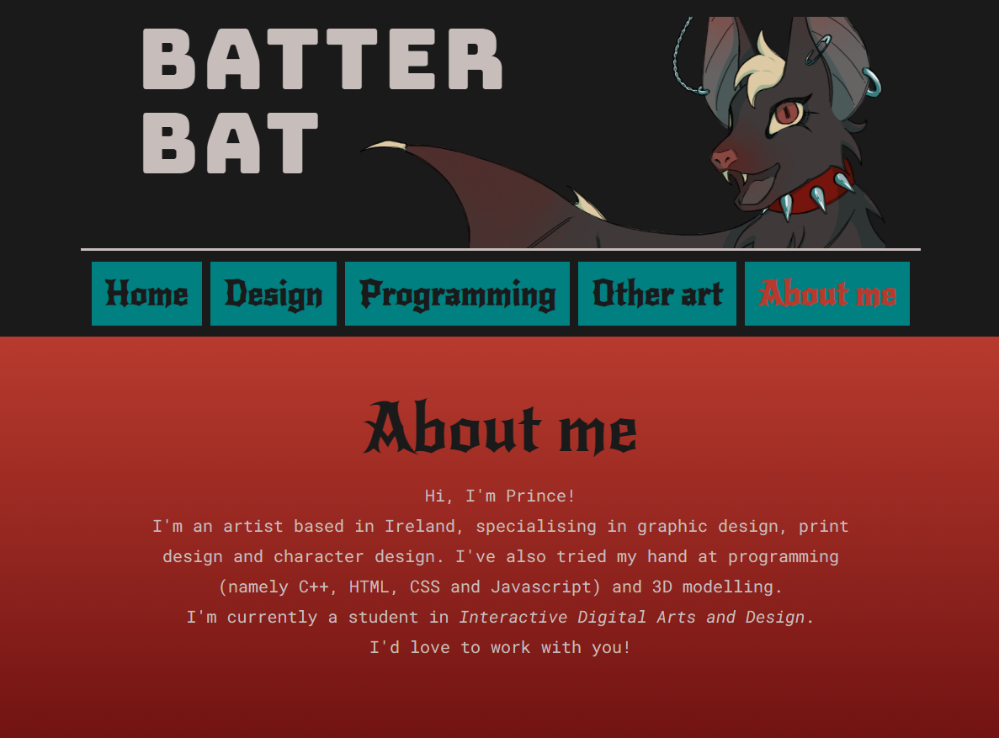 BATTER
BAT
Home Design Programming Other art About me
About me
Hi, I'm Prince!
I'm an artist based in Ireland, specialising in graphic design, print
design and character design. I've also tried my hand at programming
(namely C++, HTML, CSS and Javascript) and 3D modelling.
I'm currently a student in Interactive Digital Arts and Design.
I'd love to work with you!